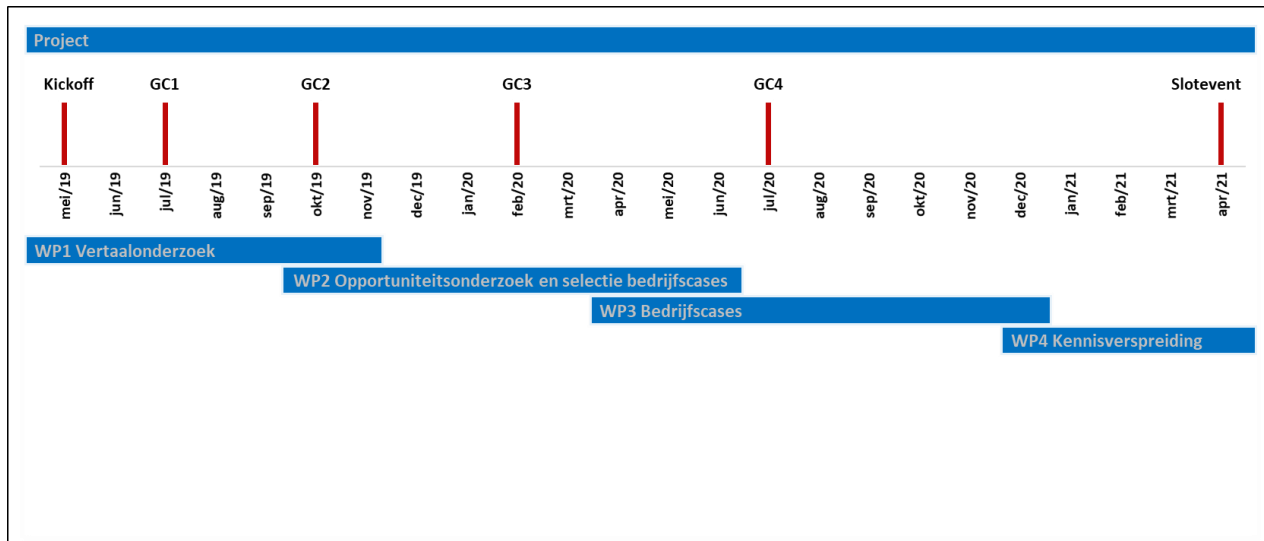 Project
Kickoff GC1 GC2 GC3 GC4 Slotevent
mei/19 jun/19 jul/19 aug/19 sep/19 okt/19 nov/19 dec/19 jan/20 feb/20 mrt/20 apr/20 mei/20 jun/20 jul/20 aug/20 sep/20 okt/20 nov/20 dec/20 jan/21 feb/21 mrt/21 apr/21
WP1 Vertaalonderzoek
WP2 Opportuniteitsonderzoek en selectie bedrijfscases
WP3 Bedrijfscases
WP4 Kennisverspreiding